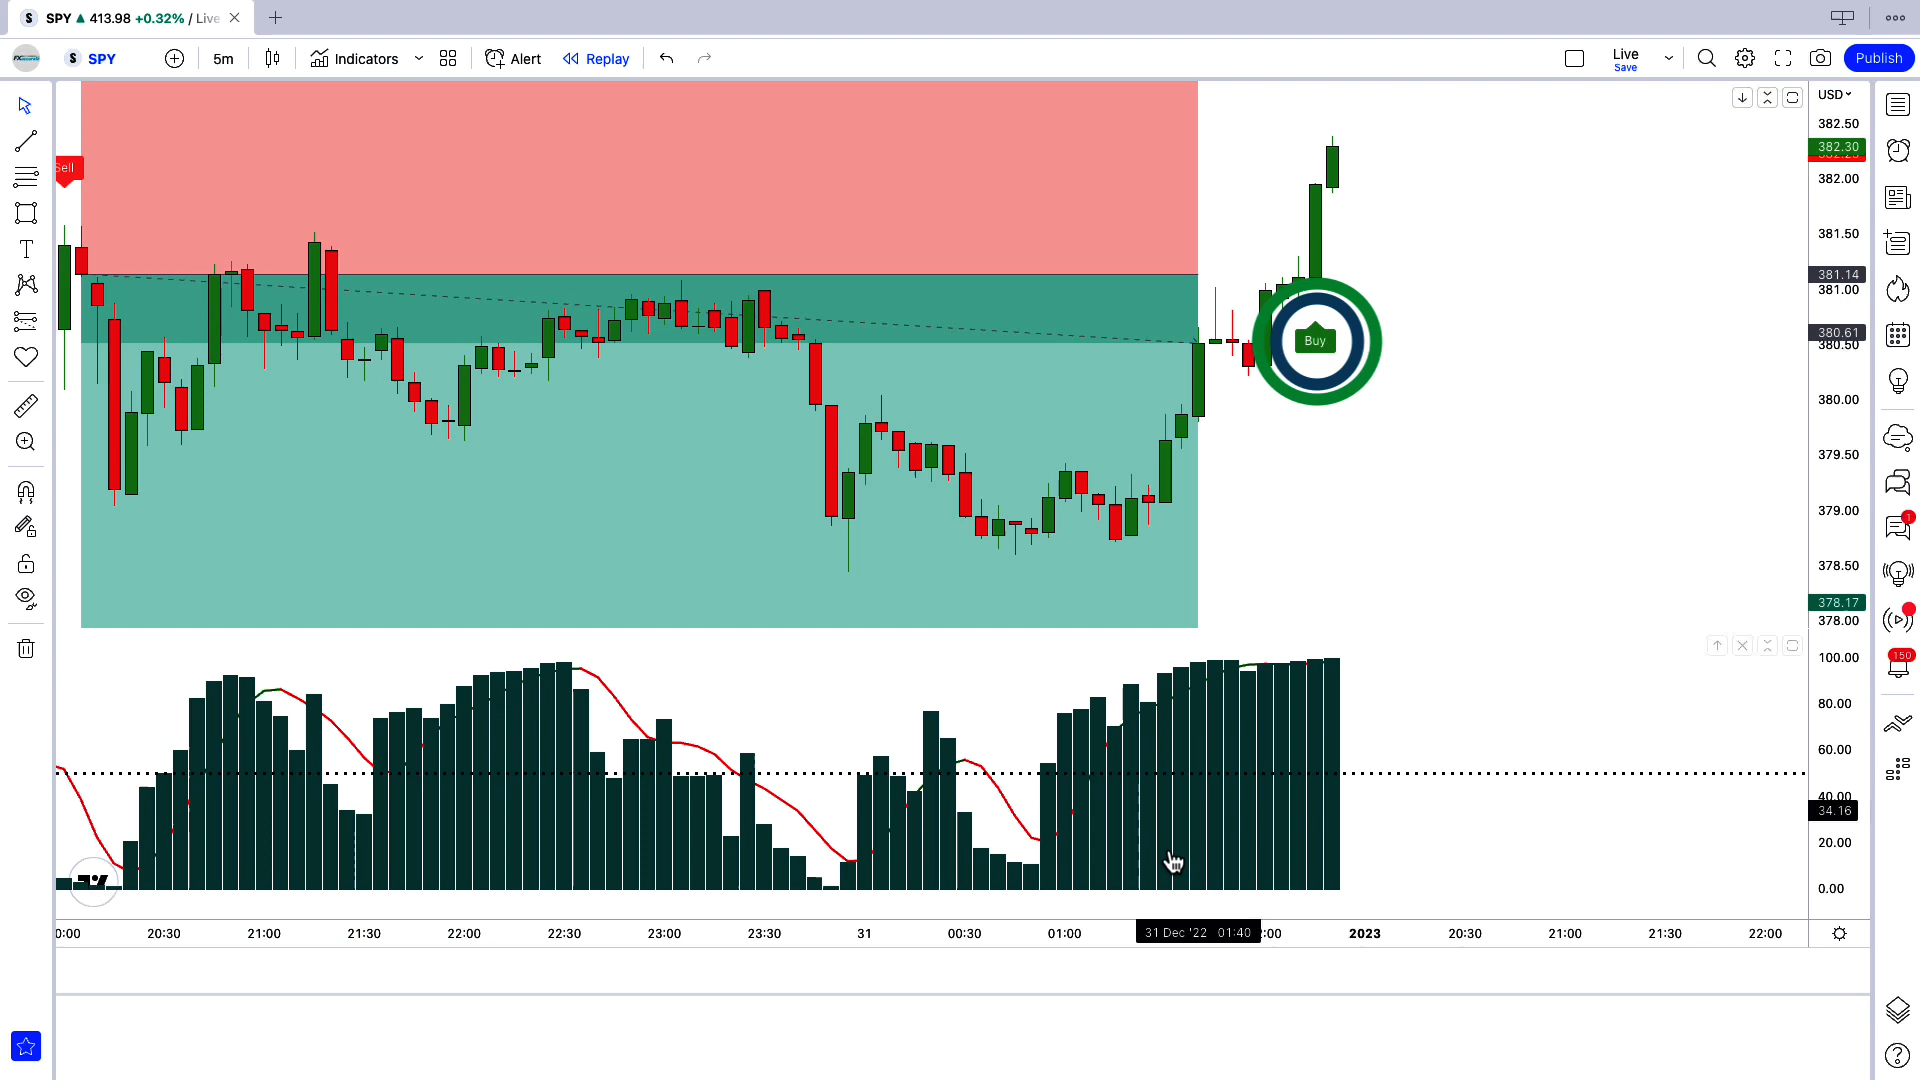 SPY 413.98 +0.32% / Live
SPY
5m
Indicators
Alert
Replay
Live
Save
Publish
Sell
USD
382.50
382.30
382.00
381.50
381.14
381.00
380.61
380.50
380.00
379.50
379.00
378.50
378.17
378.00
Buy
100.00
80.00
60.00
40.00
34.16
20.00
0.00
1
150
0:00 20:30 21:00 21:30 22:00 22:30 23:00 23:30 31 00:30 01:00 31 Dec '22 01:40 2:00 2023 20:30 21:00 21:30 22:00